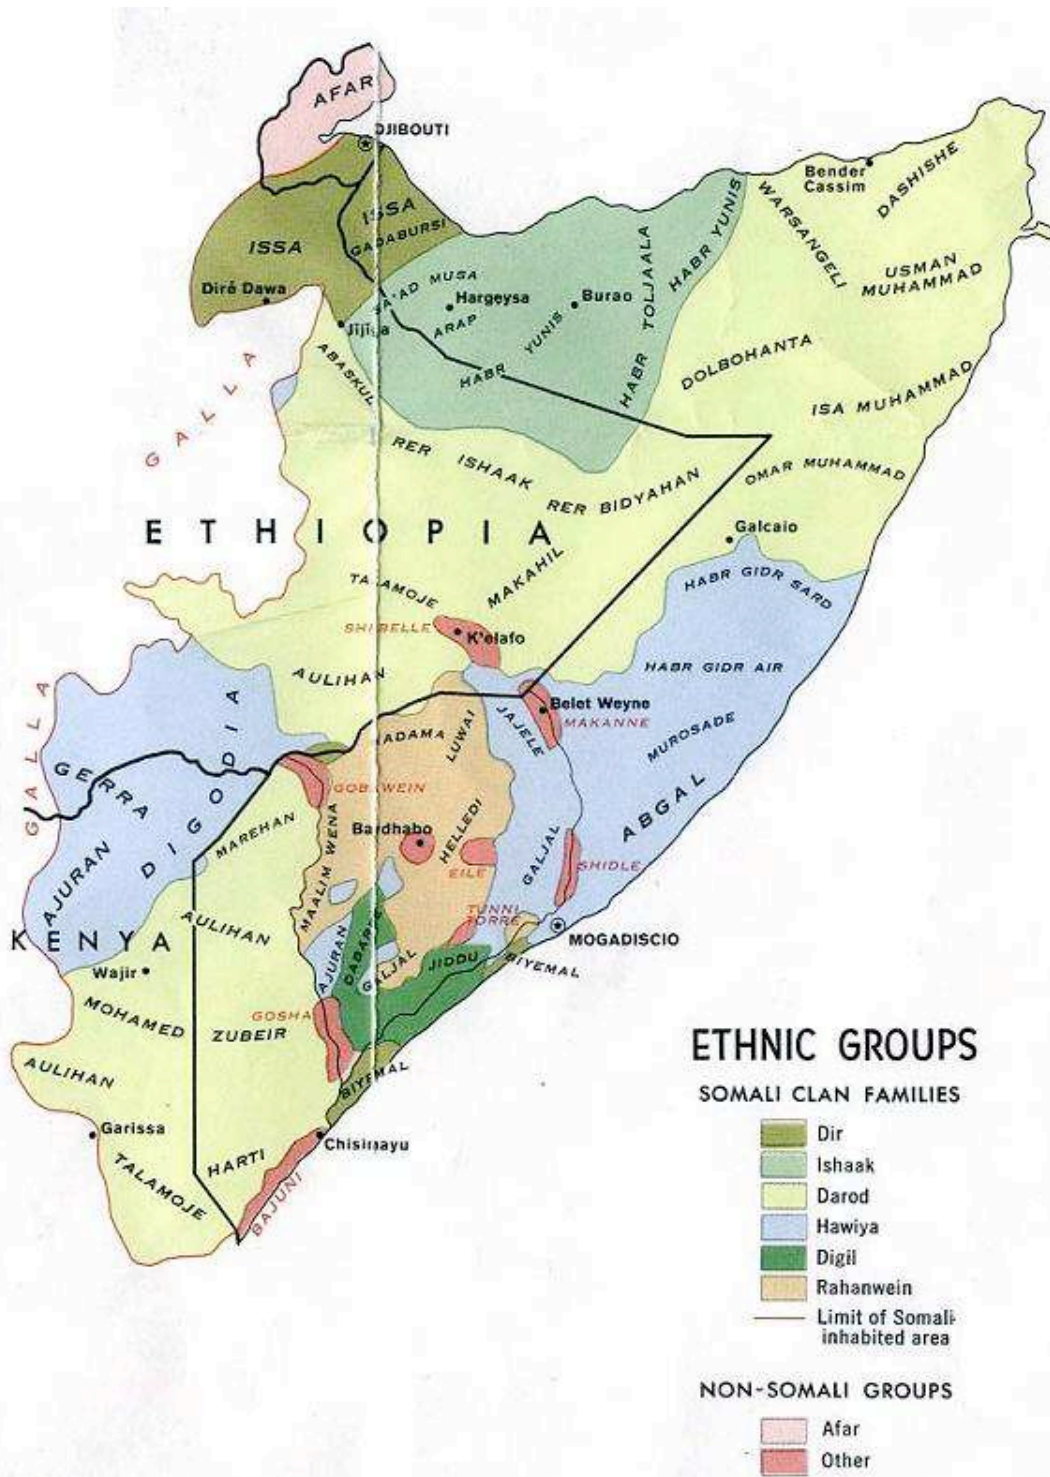 AFAR
DJIBOUTI
ISSA
GADABURSI
ISSA
Diré Dawa
SA'AD MUSA
Hargeysa
Burao
Jijiga
ARAP
HABR
YUNIS
HABR TOLJAALA
HABR YUNIS
Bender
Cassim
DASHISHE
WARSANGELI
USMAN
MUHAMMAD
DOLBOHANTA
ISA MUHAMMAD
OMAR MUHAMMAD
GALLA
ABASKUL
RER ISHAAK
RER BIDYAHAN
Galcaio
ETHIOPIA
MAKAHIL
TALAMOJE
SHIBELLE
K'elafo
HABR GIDR SARD
HABR GIDR AIR
AULIHAN
Belet Weyne
MAKANNE
JAJELE
MUROSADE
ABGAL
GALLA
GERRA
DIGODIA
AJURAN
HADAMA
LUWAI
GOBAWEIN
MAREHAN
MAALIM WENA
Bardhabo
HELLEDI
EILE
GALJAL
SHIDLE
TUNNI
TORRE
MOGADISCIO
BIYEMAL
KENYA
Wajir
AULIHAN
AJURAN
DABARRE
GALJAL
JIDDU
GOSHA
MOHAMED
ZUBEIR
AULIHAN
BIYEMAL
Garissa
Chisimayu
HARTI
TALAMOJE
BAJUNI
ETHNIC GROUPS
SOMALI CLAN FAMILIES
Dir
Ishaak
Darod
Hawiya
Digil
Rahanwein
Limit of Somali-
inhabited area
NON-SOMALI GROUPS
Afar
Other